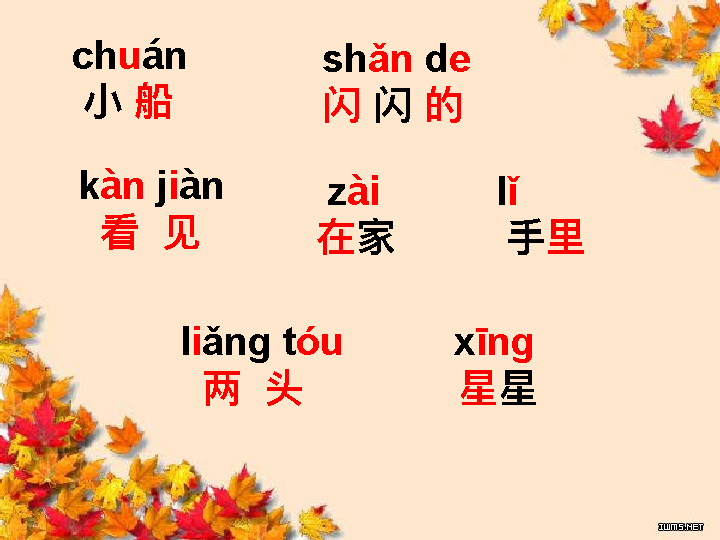 chuán
小船
shǎn de
闪闪的
kàn jiàn
看 见
zài
在家
lǐ
手里
liǎng tóu
两 头
xīng
星星
IWMS.NET